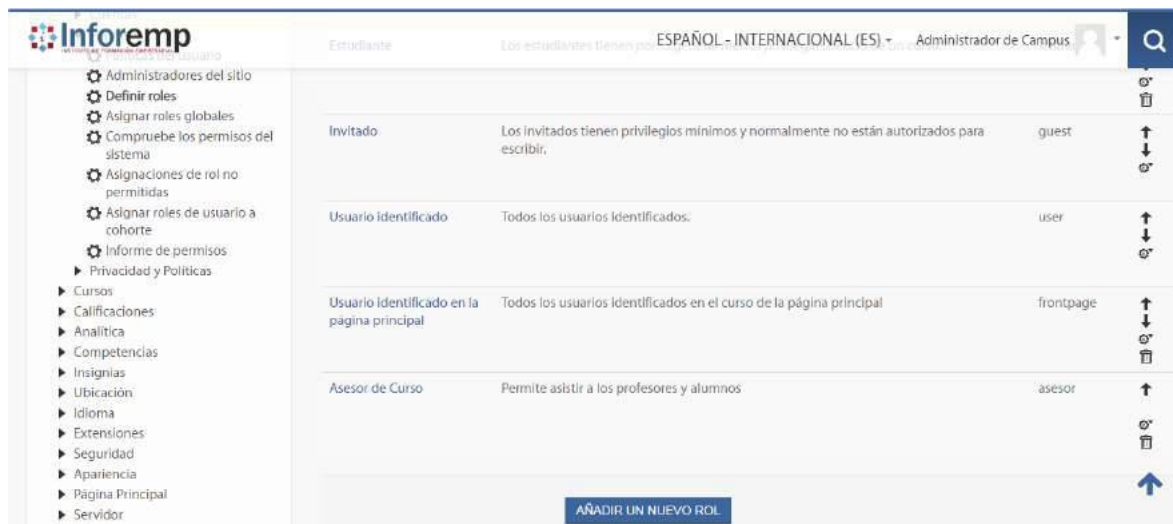 Inforemp
ESPAÑOL - INTERNACIONAL (ES)
Administrador de Campus
Administradores del sitio
Definir roles
Asignar roles globales
Compruebe los permisos del
sistema
Asignaciones de rol no
permitidas
Asignar roles de usuario a
cohorte
Informe de permisos
Privacidad y Políticas
Cursos
Calificaciones
Analítica
Competencias
Insignias
Ubicación
Idioma
Extensiones
Seguridad
Apariencia
Página Principal
Servidor
Estudiante
Los estudiantes tienen por
Invitado
Los invitados tienen privilegios mínimos y normalmente no están autorizados para
escribir.
guest
Usuario identificado
Todos los usuarios identificados.
user
Usuario identificado en la
página principal
Todos los usuarios identificados en el curso de la página principal
frontpage
Asesor de Curso
Permite asistir a los profesores y alumnos
asesor
AÑADIR UN NUEVO ROL